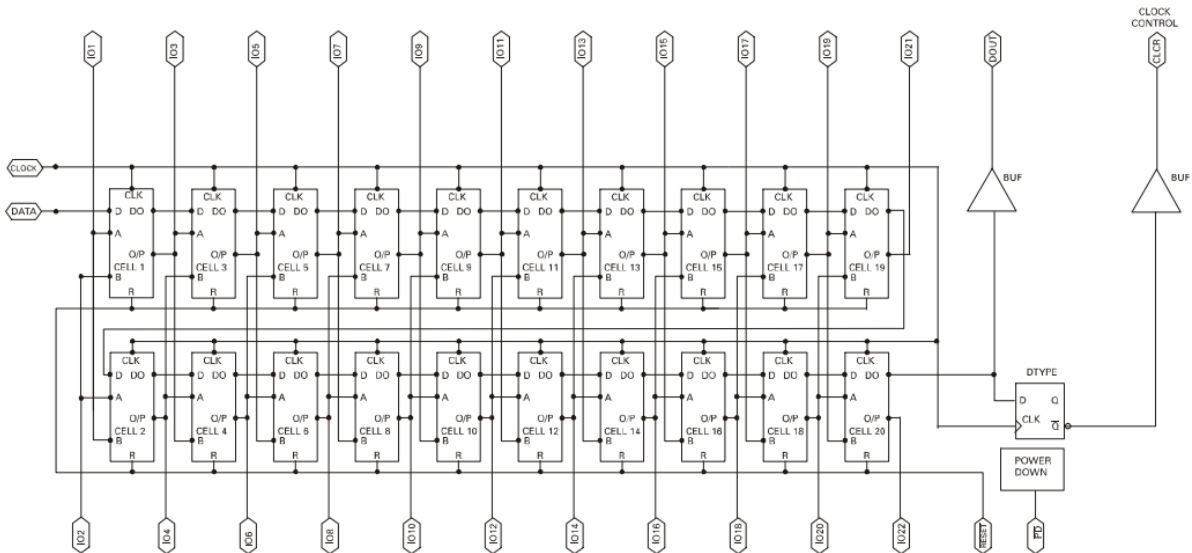 CLOCK
CONTROL
IO1 IO3 IO5 IO7 IO9 IO11 IO13 IO15 IO17 IO19 IO21 DOUT CLCR
CLOCK
BUF BUF
CLK CLK CLK CLK CLK CLK CLK CLK CLK CLK
DATA
D DO D DO D DO D DO D DO D DO D DO D DO D DO D DO
A A A A A A A A A A
O/P O/P O/P O/P O/P O/P O/P O/P O/P O/P
CELL 1 CELL 3 CELL 5 CELL 7 CELL 9 CELL 11 CELL 13 CELL 15 CELL 17 CELL 19
B B B B B B B B B B
R R R R R R R R R R
CLK CLK CLK CLK CLK CLK CLK CLK CLK CLK
D DO D DO D DO D DO D DO D DO D DO D DO D DO D DO
DTYPE
A A A A A A A A A A
D Q
O/P O/P O/P O/P O/P O/P O/P O/P O/P O/P
CLK
CELL 2 CELL 4 CELL 6 CELL 8 CELL 10 CELL 12 CELL 14 CELL 16 CELL 18 CELL 20
Q̅
B B B B B B B B B B
R R R R R R R R R R
POWER
DOWN
IO2 IO4 IO6 IO8 IO10 IO12 IO14 IO16 IO18 IO20 IO22 R̅E̅S̅E̅T̅ P̅D̅